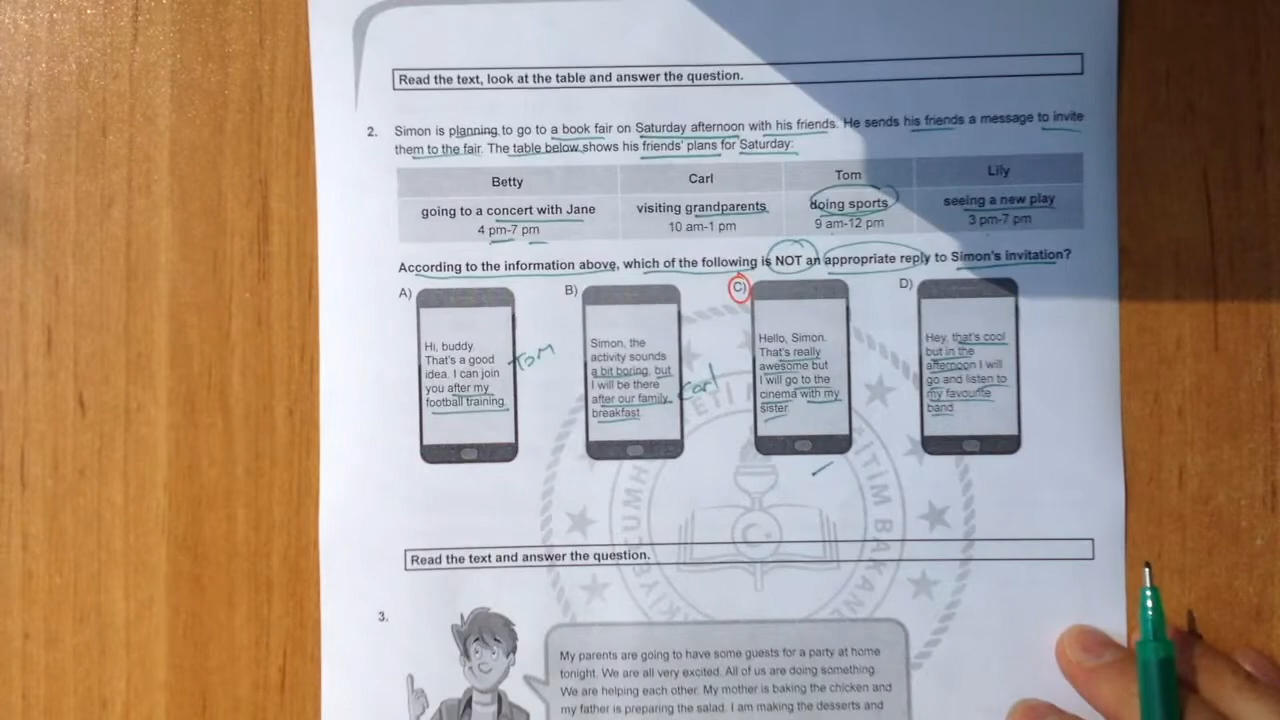 Read the text, look at the table and answer the question.
2. Simon is planning to go to a book fair on Saturday afternoon with his friends. He sends his friends a message to invite
them to the fair. The table below shows his friends' plans for Saturday:
Betty Carl Tom Lily
going to a concert with Jane visiting grandparents doing sports seeing a new play
4 pm-7 pm 10 am-1 pm 9 am-12 pm 3 pm-7 pm
According to the information above, which of the following is NOT an appropriate reply to Simon's invitation?
A)
Hi, buddy.
That's a good
idea. I can join
you after my
football training.
Tom
B)
Simon, the
activity sounds
a bit boring, but
I will be there
after our family
breakfast.
Carl
C)
Hello, Simon.
That's really
awesome but
I will go to the
cinema with my
sister.
D)
Hey, that's cool
but in the
afternoon I will
go and listen to
my favourite
band.
Read the text and answer the question.
3.
My parents are going to have some guests for a party at home
tonight. We are all very excited. All of us are doing something.
We are helping each other. My mother is baking the chicken and
my father is preparing the salad. I am making the desserts and